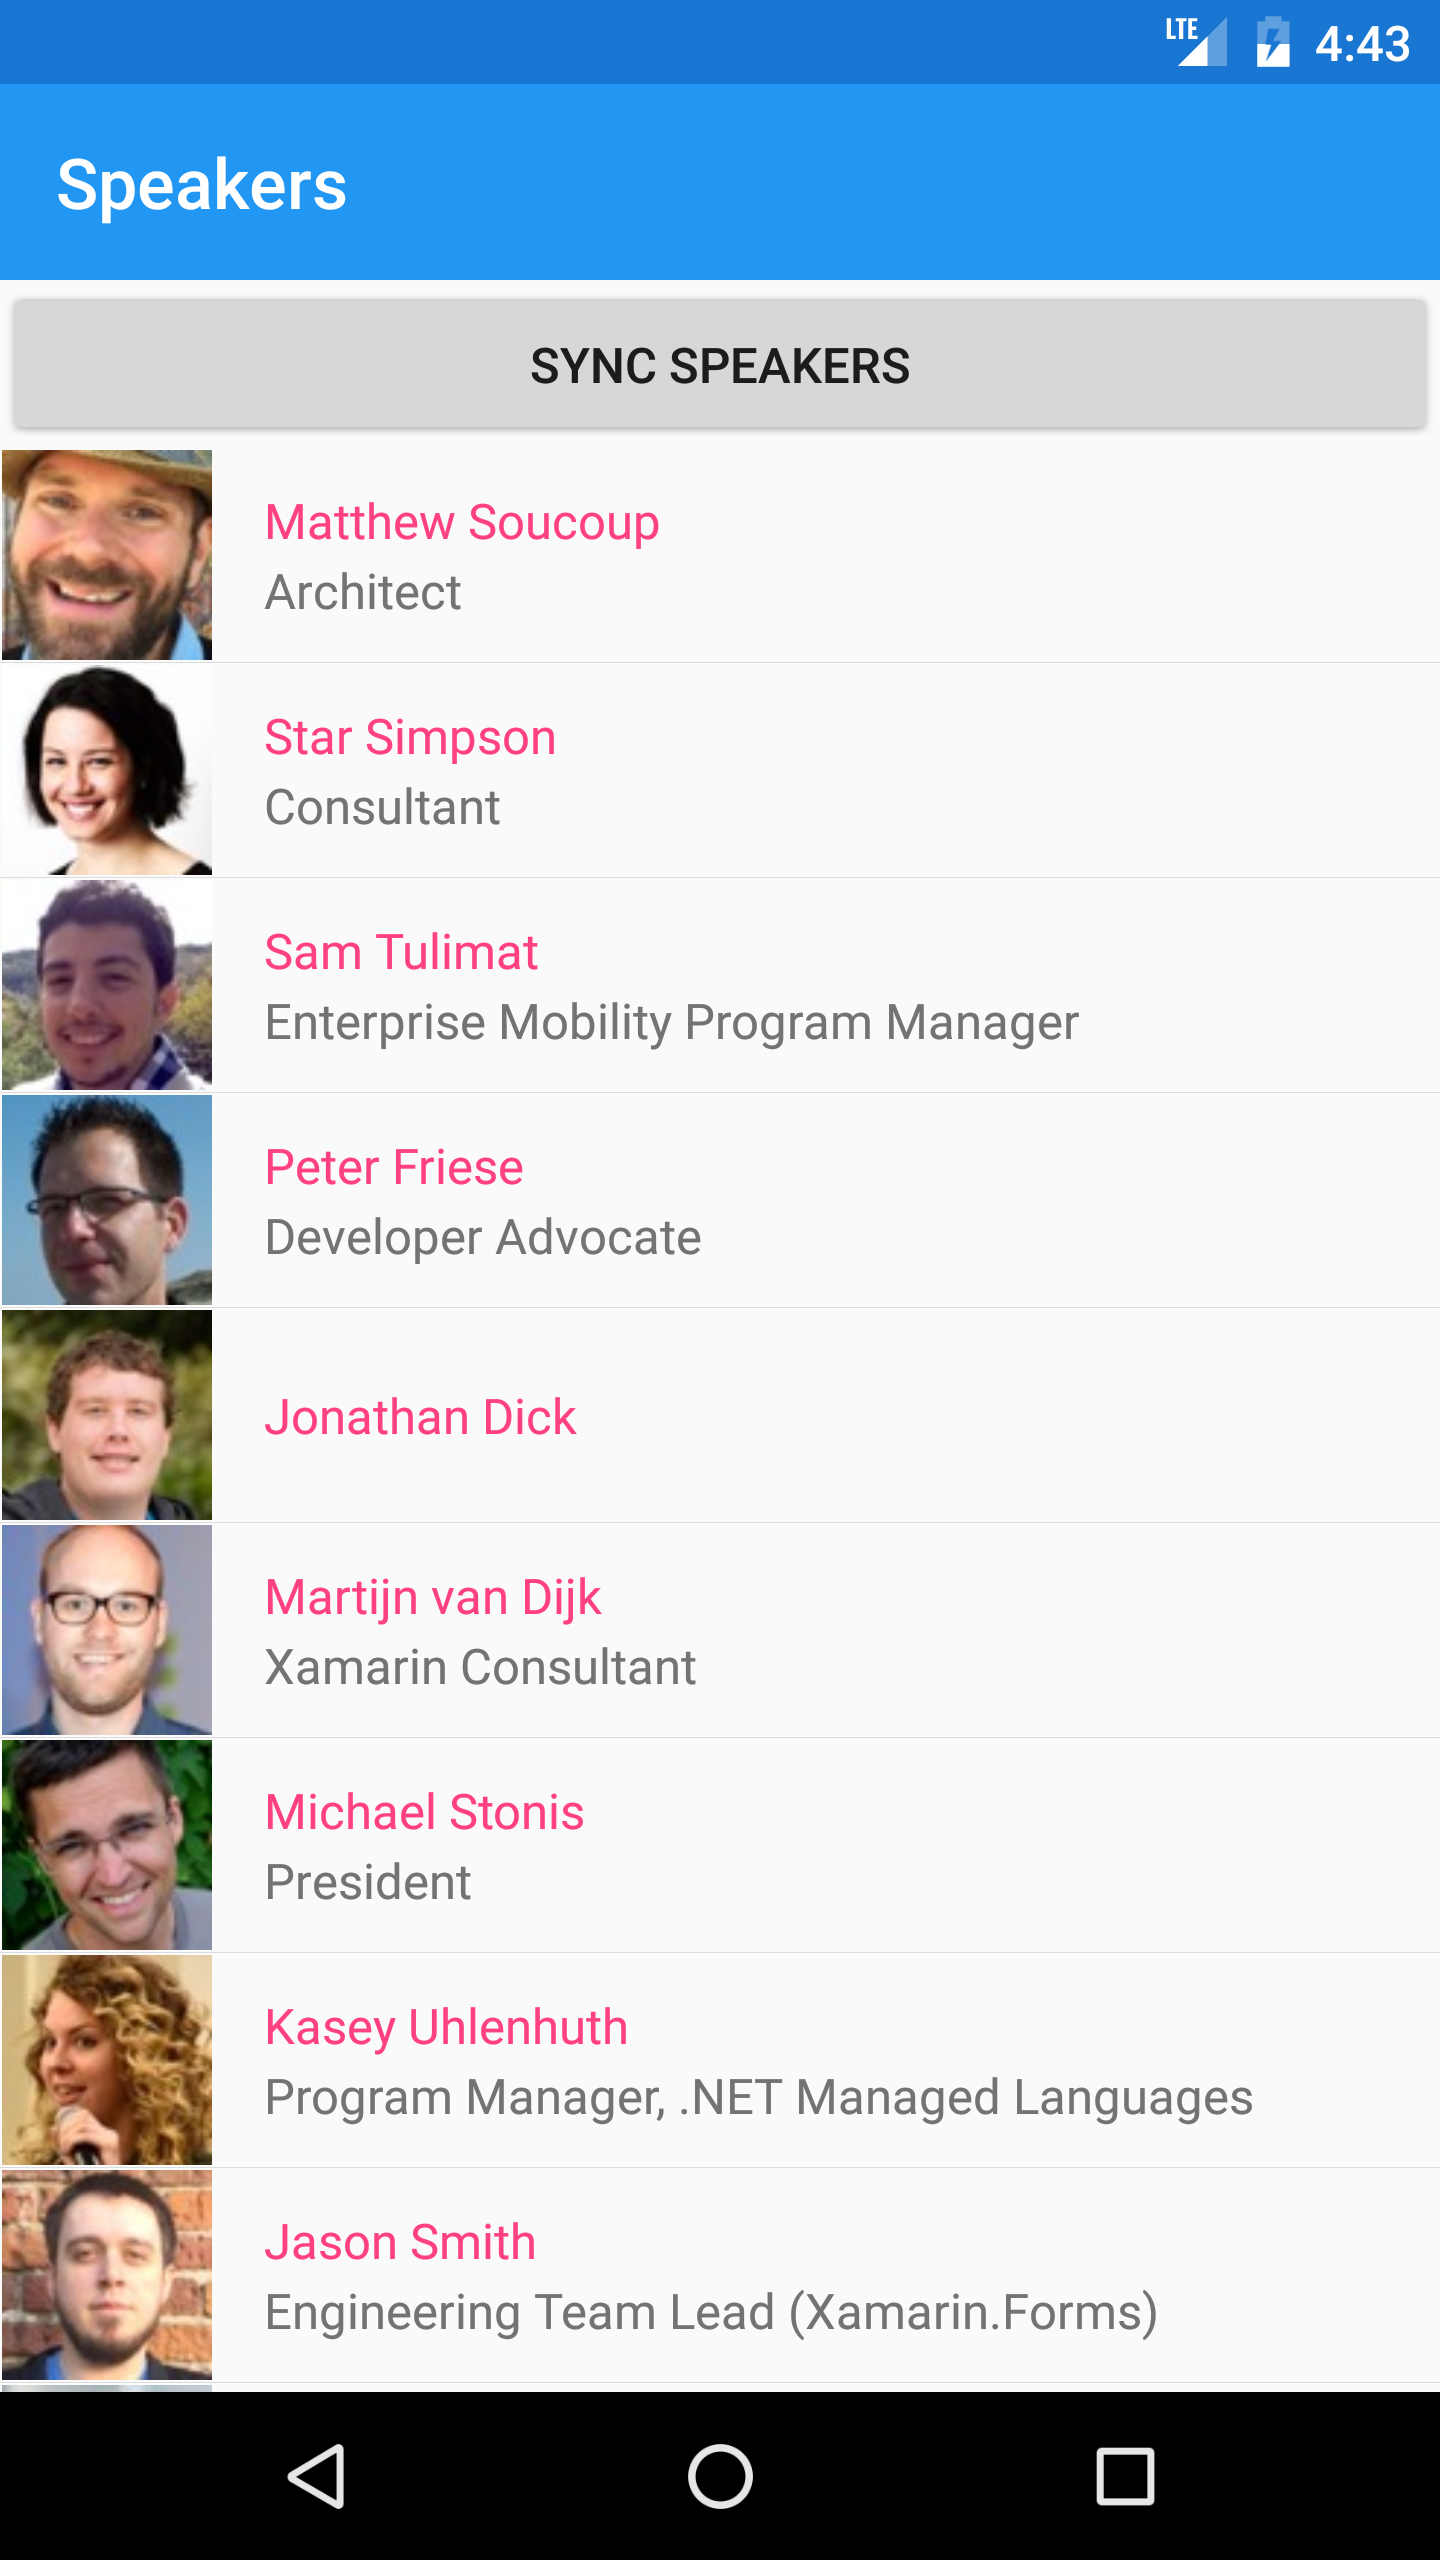 LTE 4:43
Speakers
SYNC SPEAKERS
Matthew Soucoup
Architect
Star Simpson
Consultant
Sam Tulimat
Enterprise Mobility Program Manager
Peter Friese
Developer Advocate
Jonathan Dick
Martijn van Dijk
Xamarin Consultant
Michael Stonis
President
Kasey Uhlenhuth
Program Manager, .NET Managed Languages
Jason Smith
Engineering Team Lead (Xamarin.Forms)